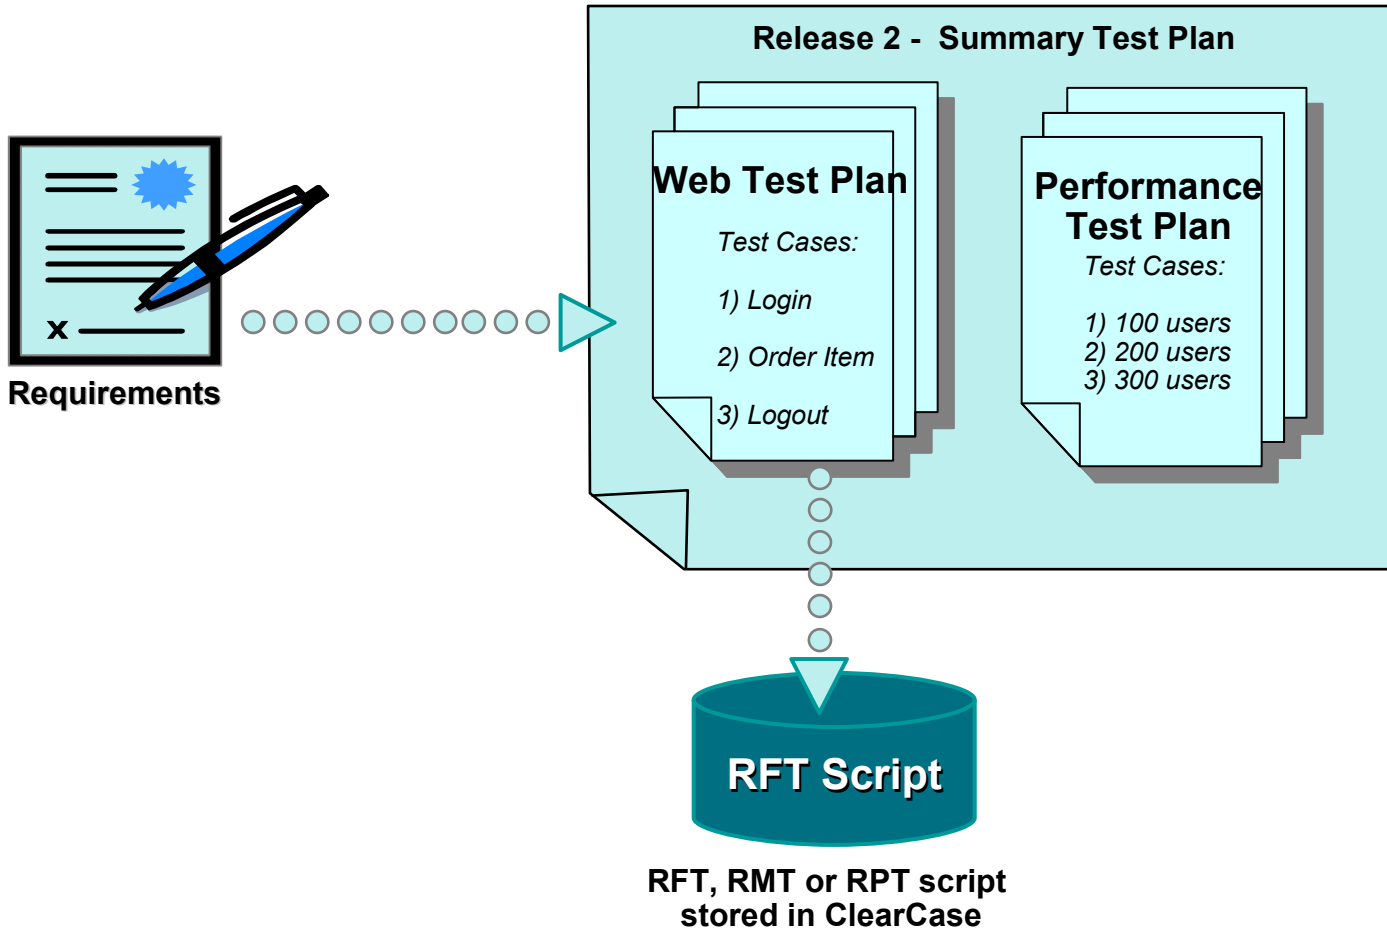 Release 2 -  Summary Test Plan
Web Test Plan
Test Cases:
1) Login
2) Order Item
3) Logout
Performance
Test Plan
Test Cases:
1) 100 users
2) 200 users
3) 300 users
x
Requirements
RFT Script
RFT, RMT or RPT script
stored in ClearCase